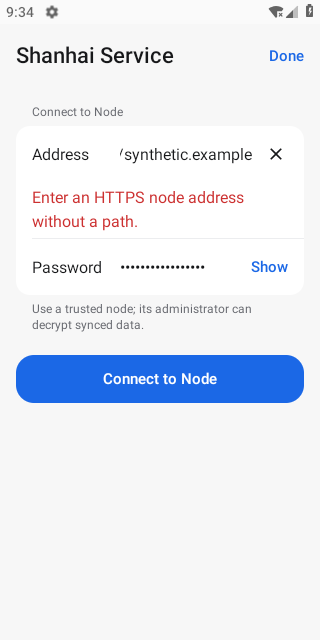 9:34
Shanhai Service
Done
Connect to Node
Address
/synthetic.example
Enter an HTTPS node address
without a path.
Password
•••••••••••••••••
Show
Use a trusted node; its administrator can
decrypt synced data.
Connect to Node